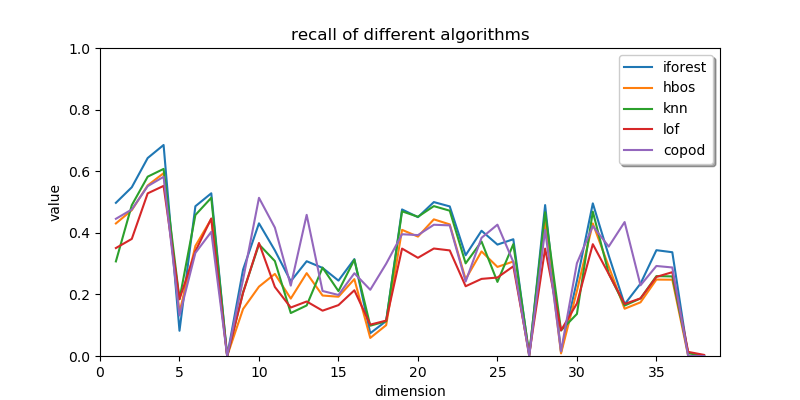 recall of different algorithms
1.0
0.8
0.6
0.4
0.2
0.0
value
0
5
10
15
20
25
30
35
dimension
iforest
hbos
knn
lof
copod